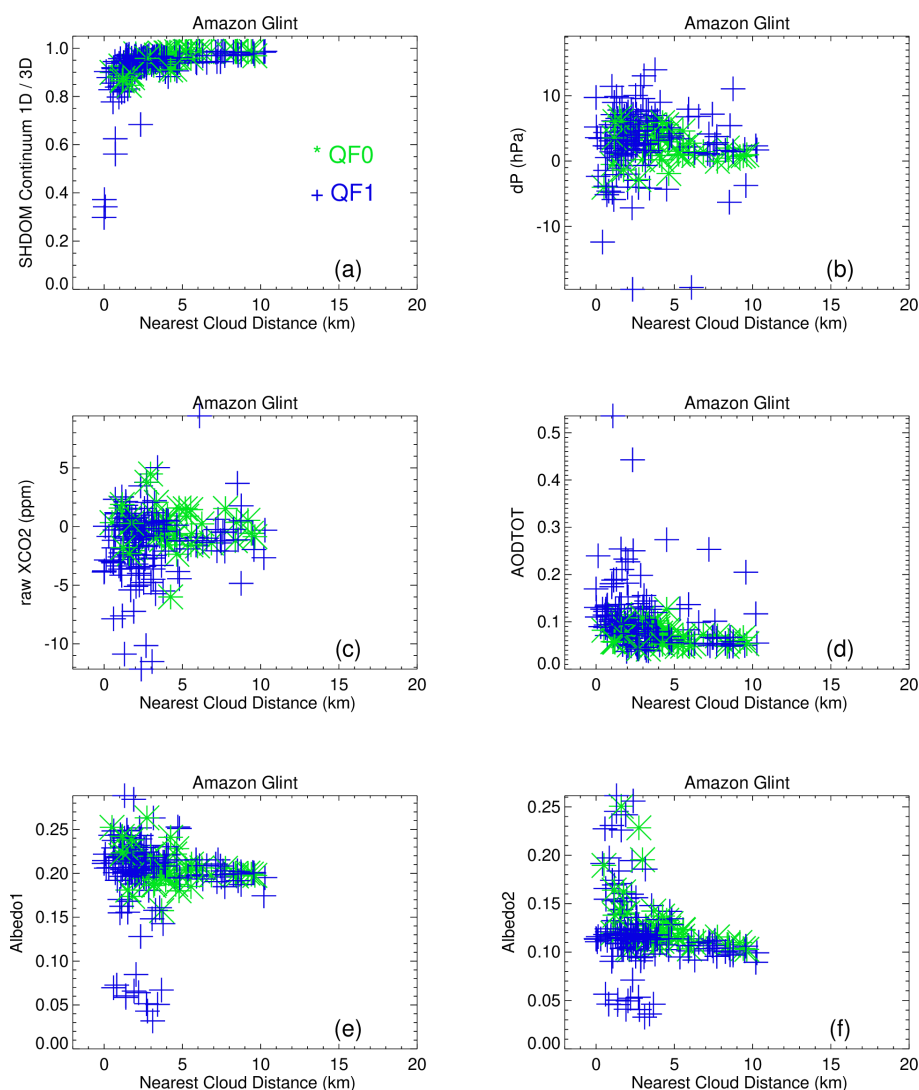 Amazon Glint
Amazon Glint
SHDOM Continuum 1D / 3D
1.0
0.8
0.6
0.4
0.2
0.0
* QF0
+ QF1
(a)
0 5 10 15 20
Nearest Cloud Distance (km)
dP (hPa)
10
0
-10
(b)
0 5 10 15 20
Nearest Cloud Distance (km)
Amazon Glint
Amazon Glint
raw XCO2 (ppm)
5
0
-5
-10
(c)
0 5 10 15 20
Nearest Cloud Distance (km)
AODTOT
0.5
0.4
0.3
0.2
0.1
0.0
(d)
0 5 10 15 20
Nearest Cloud Distance (km)
Amazon Glint
Amazon Glint
Albedo1
0.25
0.20
0.15
0.10
0.05
0.00
(e)
0 5 10 15 20
Nearest Cloud Distance (km)
Albedo2
0.25
0.20
0.15
0.10
0.05
0.00
(f)
0 5 10 15 20
Nearest Cloud Distance (km)